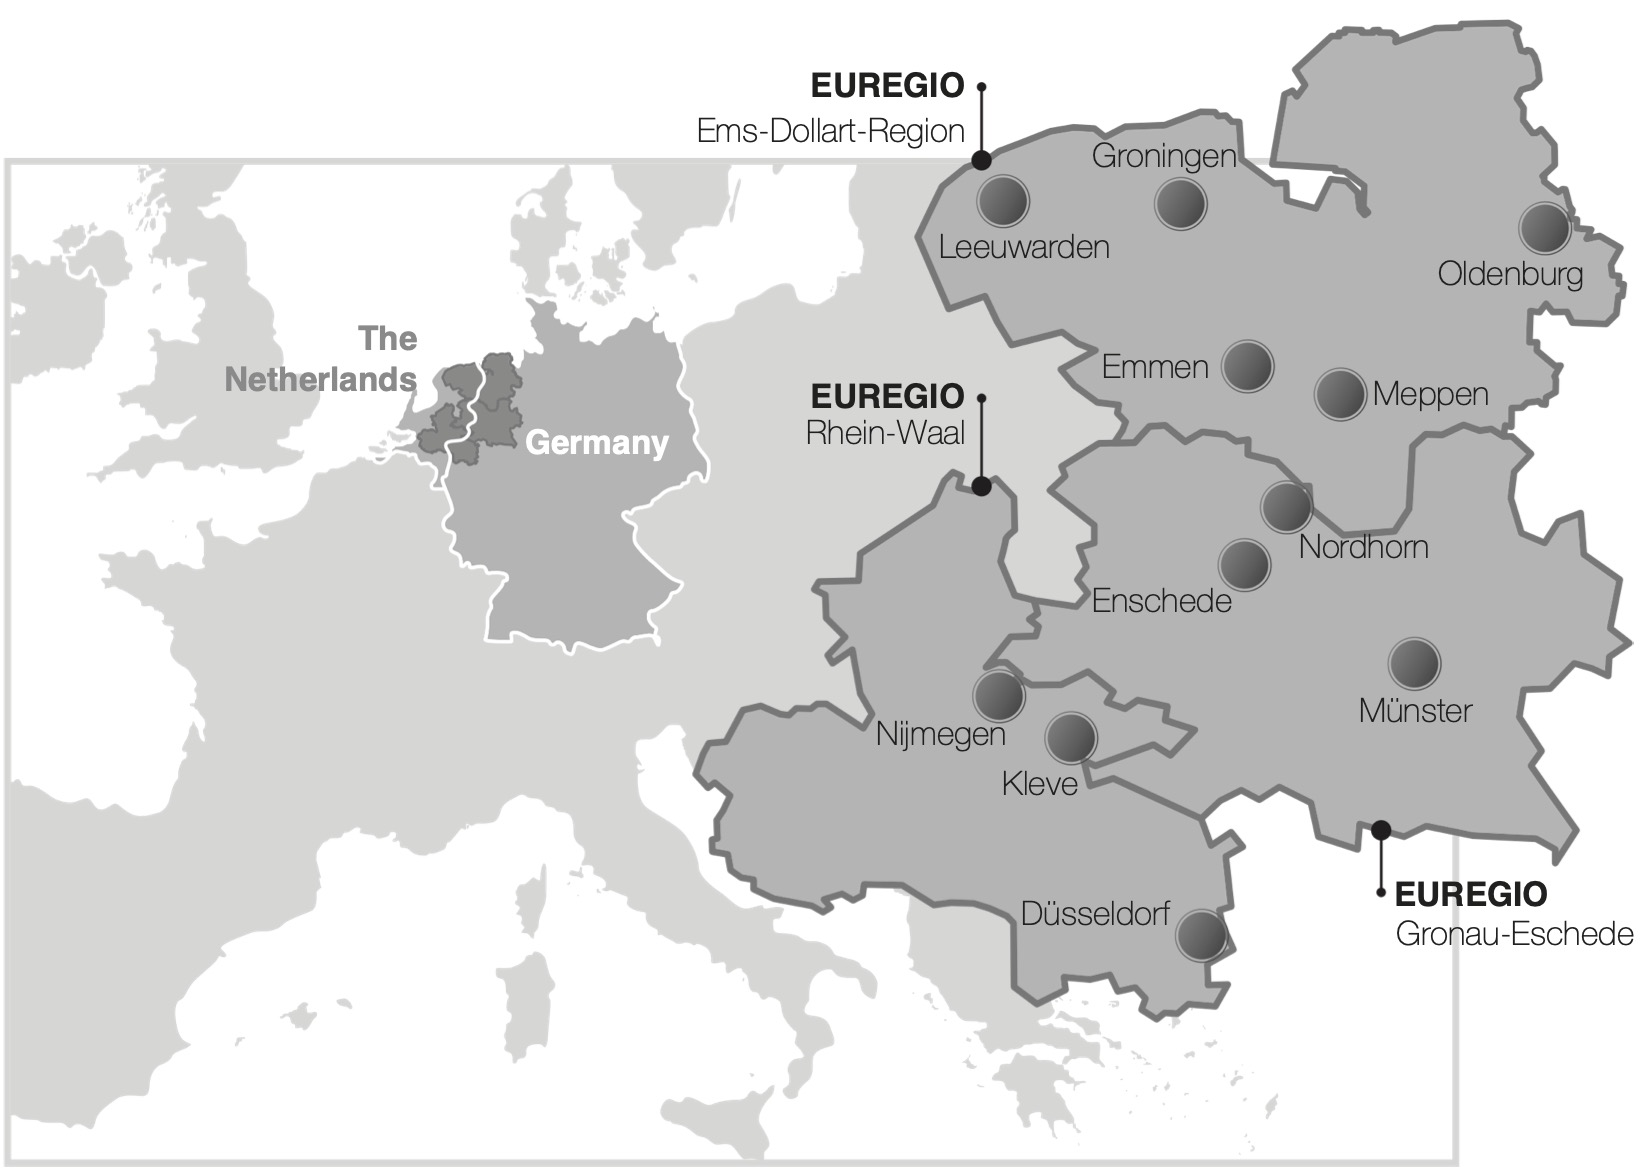 EUREGIO
Ems-Dollart-Region
Groningen
Leeuwarden
Oldenburg
The
Netherlands
Emmen
Meppen
EUREGIO
Rhein-Waal
Germany
Nordhorn
Enschede
Münster
Nijmegen
Kleve
EUREGIO
Gronau-Eschede
Düsseldorf